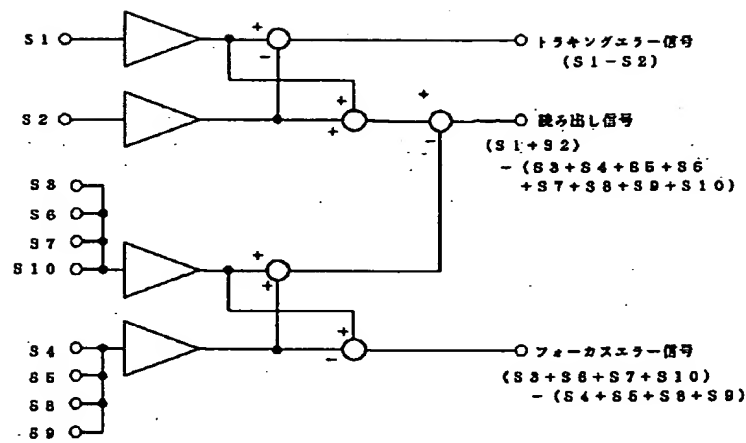 S1
トラキングエラー信号
(S1-S2)
S2
読み出し信号
(S1+S2)
-(S3+S4+S5+S6
+S7+S8+S9+S10)
S3
S6
S7
S10
S4
S5
S8
S9
フォーカスエラー信号
(S3+S6+S7+S10)
-(S4+S5+S8+S9)
+
-
+
+
+
-
+
+
+
-